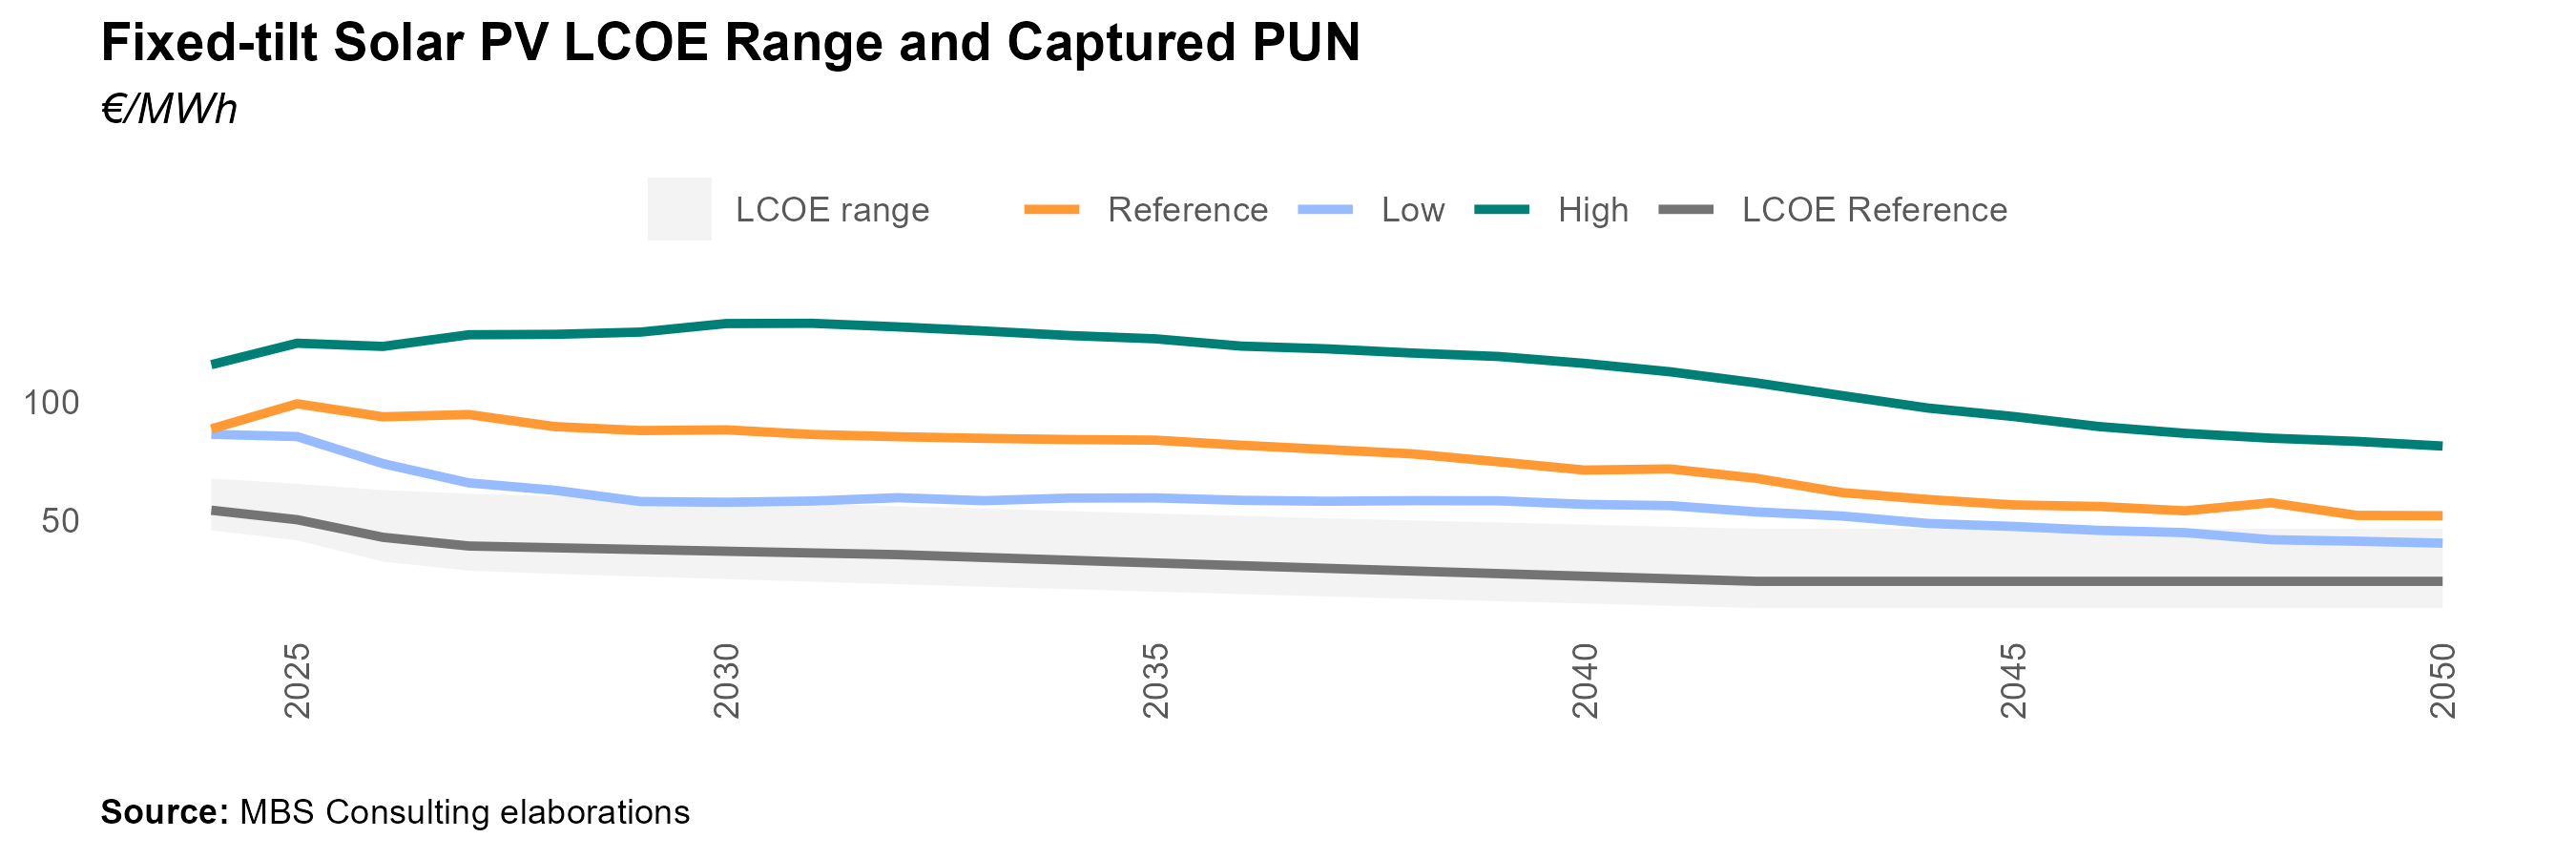 Fixed-tilt Solar PV LCOE Range and Captured PUN
€/MWh
LCOE range Reference Low High LCOE Reference
100
50
2025 2030 2035 2040 2045 2050
Source: MBS Consulting elaborations